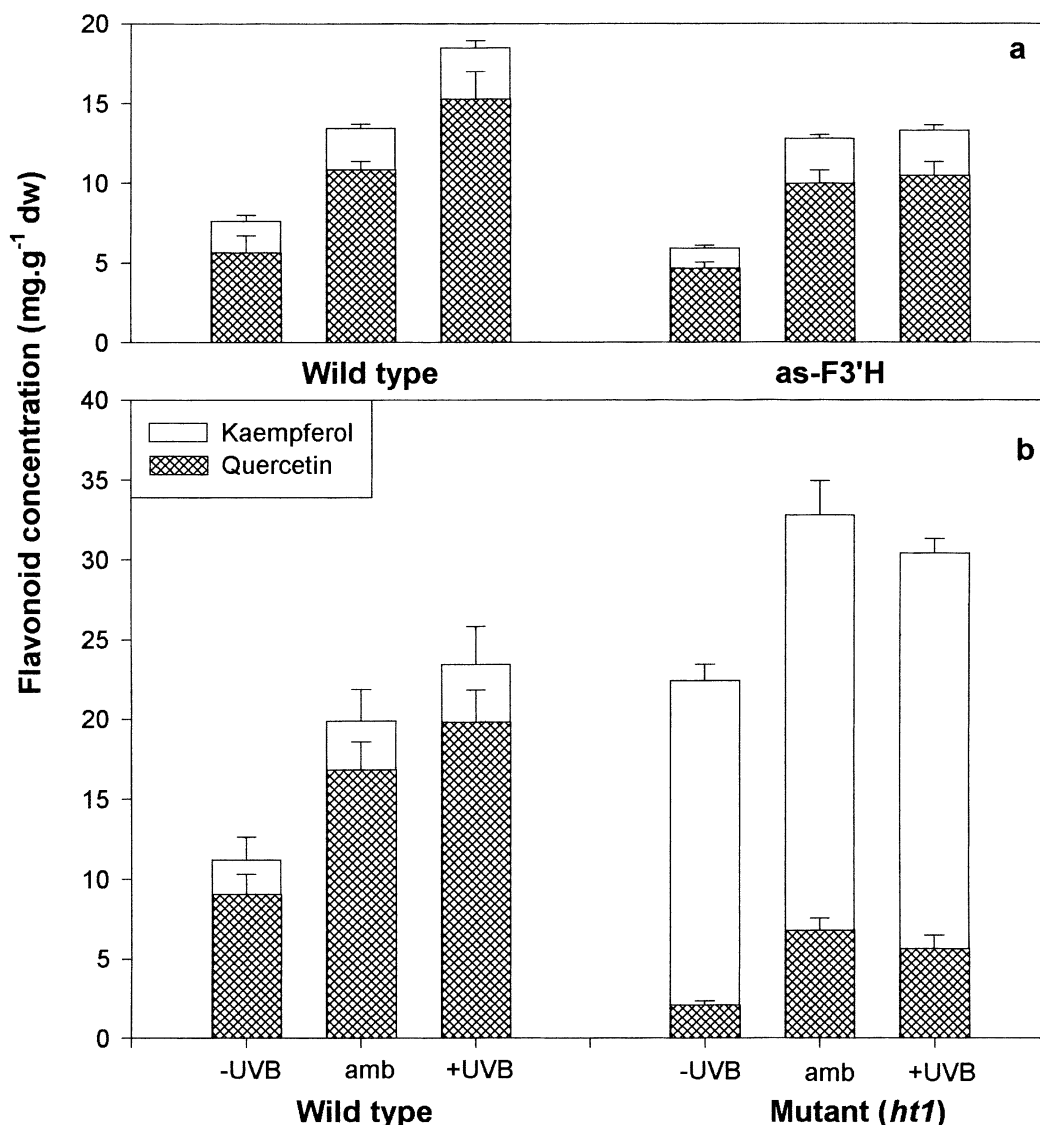 Flavonoid concentration (mg.g-1 dw)
20
15
10
5
0
a
Wild type as-F3'H
40
35
30
25
20
15
10
5
0
Kaempferol
Quercetin
b
-UVB amb +UVB -UVB amb +UVB
Wild type Mutant (ht1)